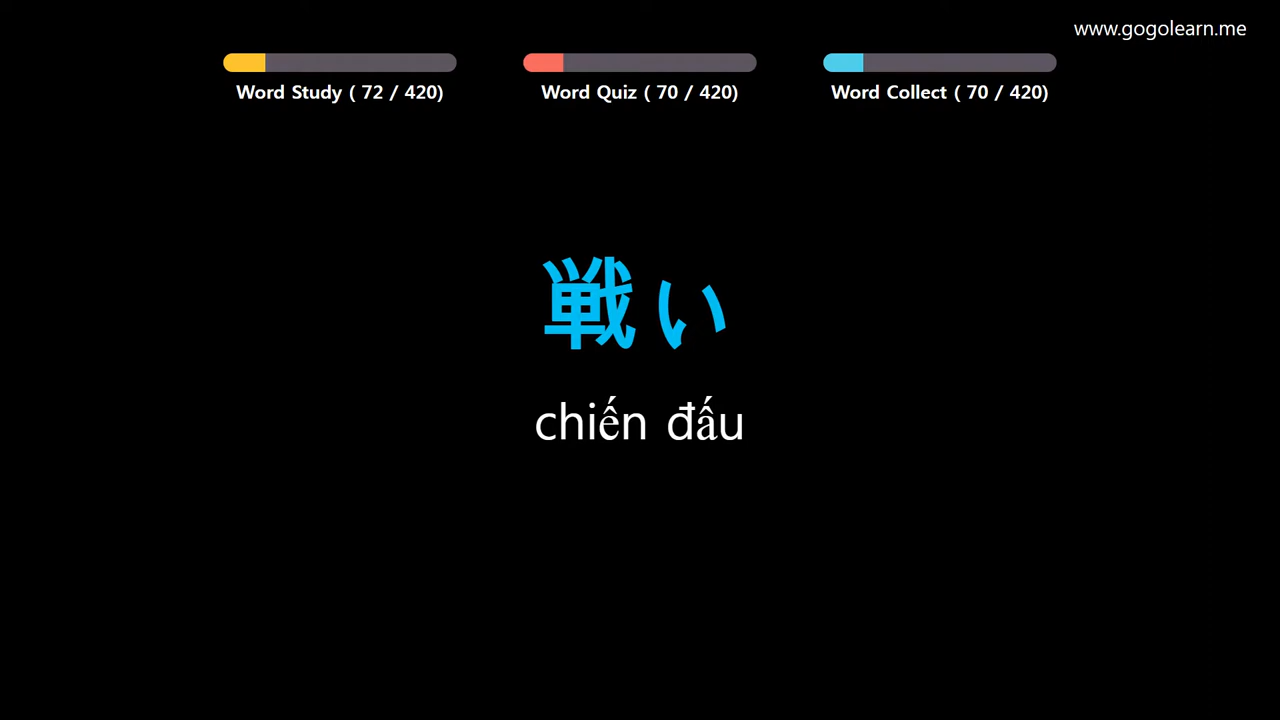 www.gogolearn.me
Word Study ( 72 / 420)
Word Quiz ( 70 / 420)
Word Collect ( 70 / 420)
戦い
chiến đấu